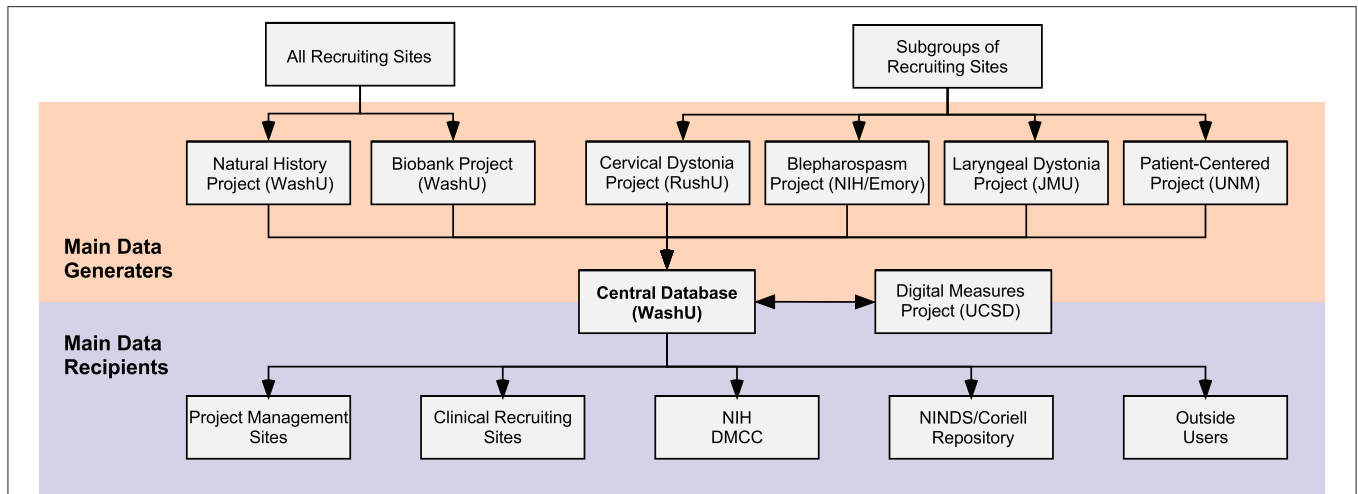 All Recruiting Sites
Subgroups of
Recruiting Sites
Natural History
Project (WashU)
Biobank Project
(WashU)
Cervical Dystonia
Project (RushU)
Blepharospasm
Project (NIH/Emory)
Laryngeal Dystonia
Project (JMU)
Patient-Centered
Project (UNM)
Main Data
Generaters
Central Database
(WashU)
Digital Measures
Project (UCSD)
Main Data
Recipients
Project Management
Sites
Clinical Recruiting
Sites
NIH
DMCC
NINDS/Coriell
Repository
Outside
Users